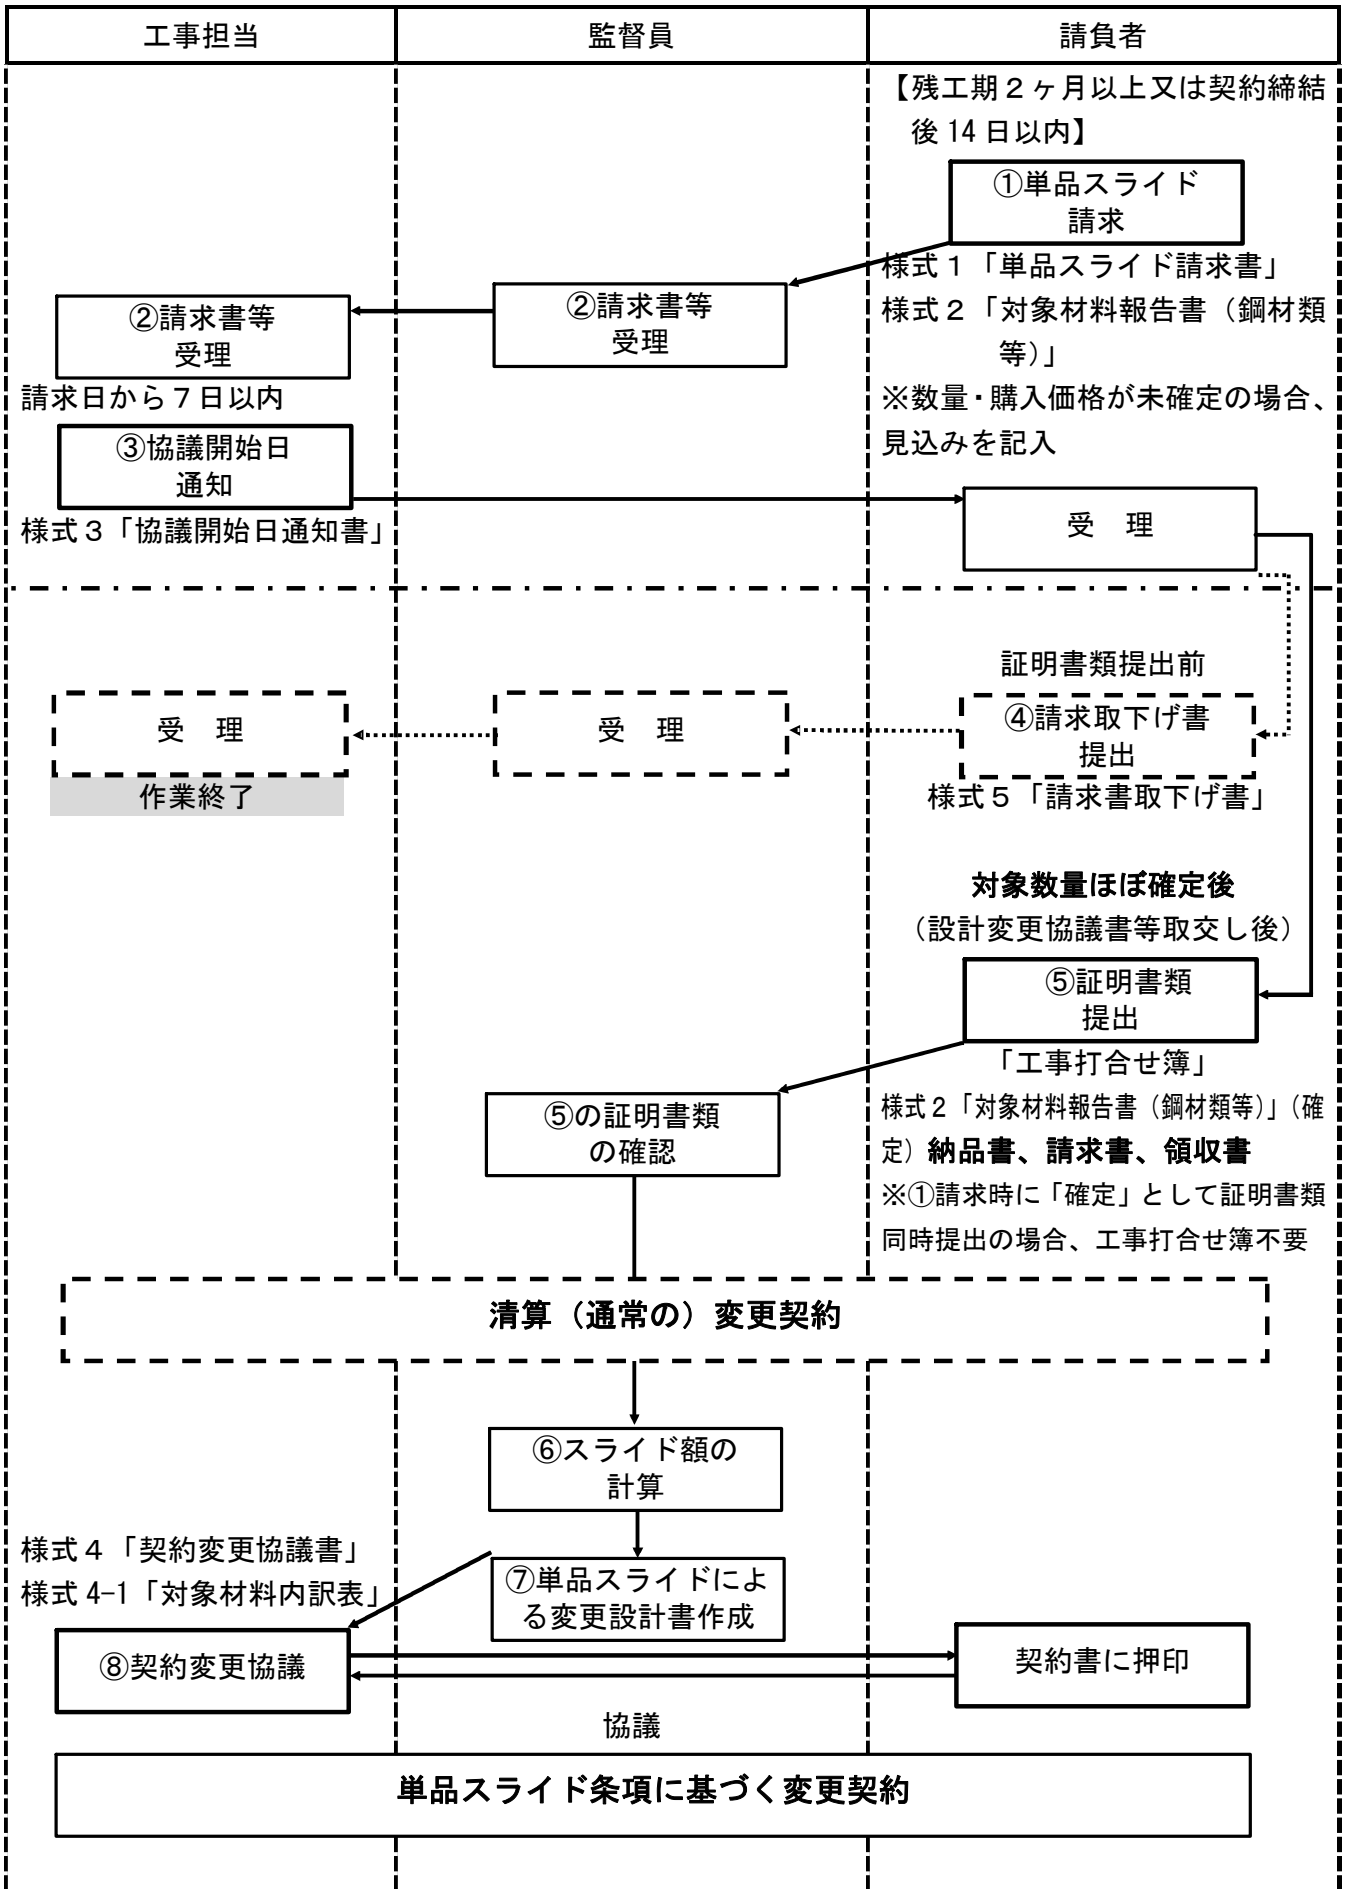 工事担当
監督員
請負者
【残工期２ヶ月以上又は契約締結
後 14 日以内】
①単品スライド
請求
様式１「単品スライド請求書」
様式２「対象材料報告書（鋼材類
等）」
※数量・購入価格が未確定の場合、
見込みを記入
②請求書等
受理
②請求書等
受理
請求日から７日以内
③協議開始日
通知
様式３「協議開始日通知書」
受　理
証明書類提出前
④請求取下げ書
提出
様式５「請求書取下げ書」
受　理
受　理
作業終了
対象数量ほぼ確定後
（設計変更協議書等取交し後）
⑤証明書類
提出
「工事打合せ簿」
様式２「対象材料報告書（鋼材類等）」（確
定）納品書、請求書、領収書
※①請求時に「確定」として証明書類
同時提出の場合、工事打合せ簿不要
⑤の証明書類
の確認
清算（通常の）変更契約
⑥スライド額の
計算
⑦単品スライドによ
る変更設計書作成
様式４「契約変更協議書」
様式 4-1「対象材料内訳表」
⑧契約変更協議
契約書に押印
協議
単品スライド条項に基づく変更契約